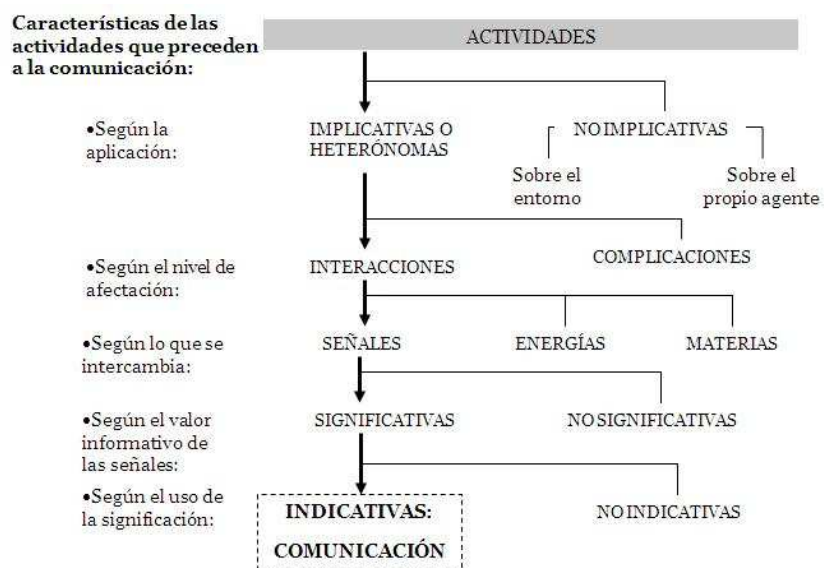 Características de las
actividades que preceden
a la comunicación:
ACTIVIDADES
•Según la
aplicación:
IMPLICATIVAS O
HETERÓNOMAS
NO IMPLICATIVAS
Sobre el
entorno
Sobre el
propio agente
•Según el nivel de
afectación:
INTERACCIONES
COMPLICACIONES
•Según lo que se
intercambia:
SEÑALES
ENERGÍAS
MATERIAS
•Según el valor
informativo de
las señales:
SIGNIFICATIVAS
NO SIGNIFICATIVAS
•Según el uso de
la significación:
INDICATIVAS:
COMUNICACIÓN
NO INDICATIVAS